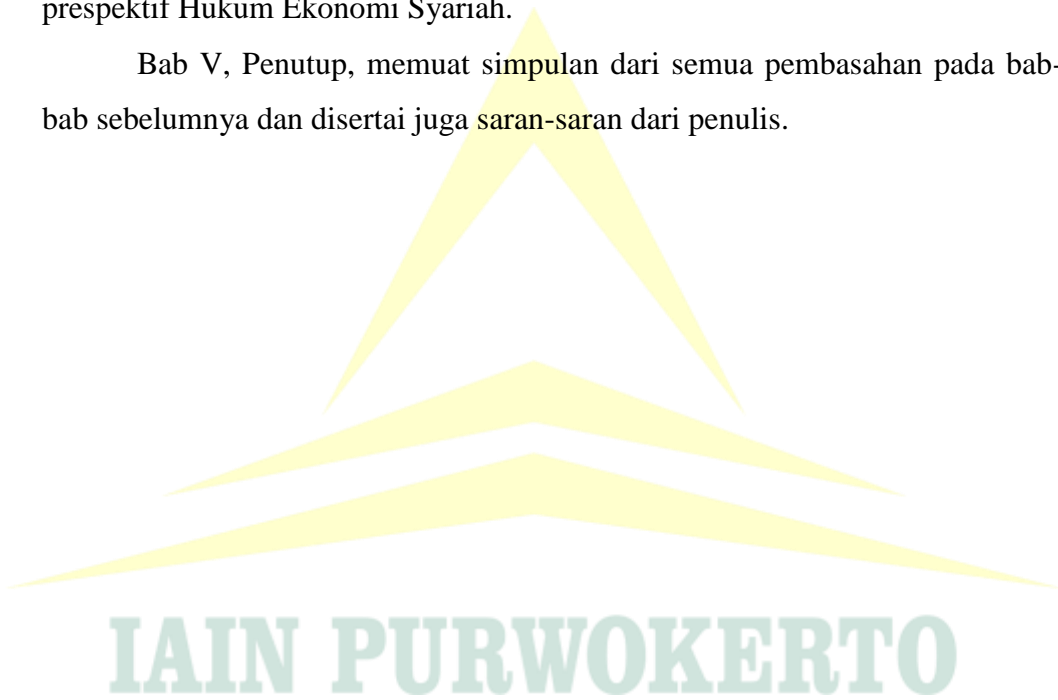 prespektif Hukum Ekonomi Syariah.
Bab V, Penutup, memuat simpulan dari semua pembasahan pada bab-
bab sebelumnya dan disertai juga saran-saran dari penulis.
IAIN PURWOKERTO